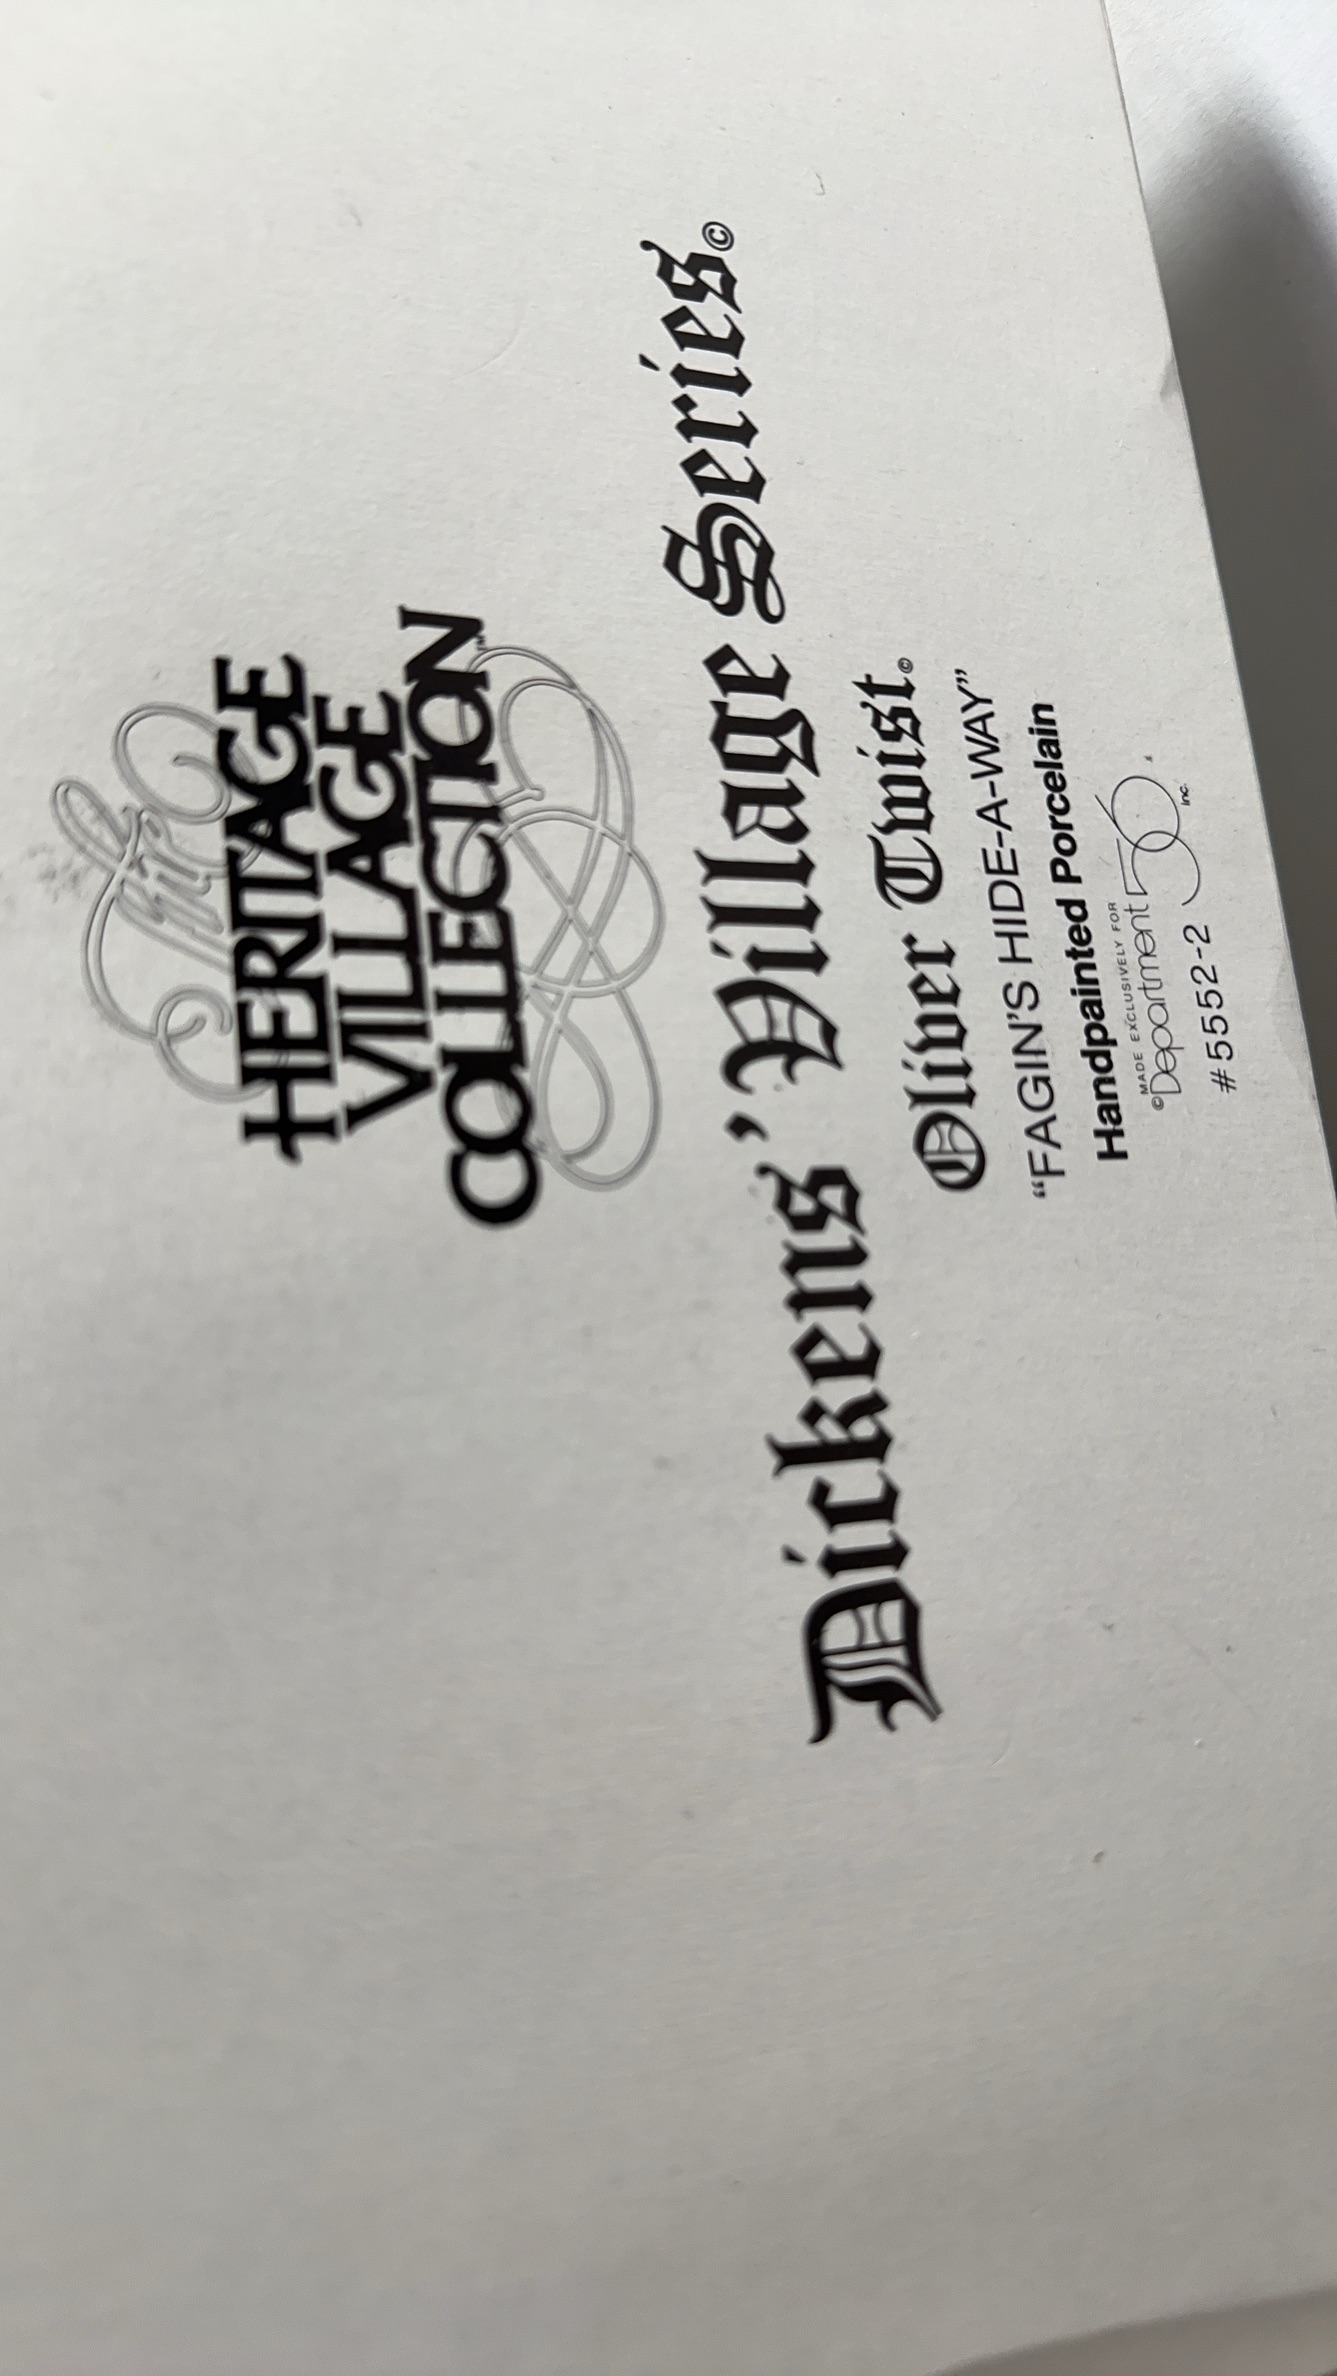 The
HERITAGE
VILLAGE
COLLECTION™
Dickens' Village Series©
Oliver Twist©
“FAGIN'S HIDE-A-WAY”
Handpainted Porcelain
MADE EXCLUSIVELY FOR
©Department 56 Inc.
#5552-2